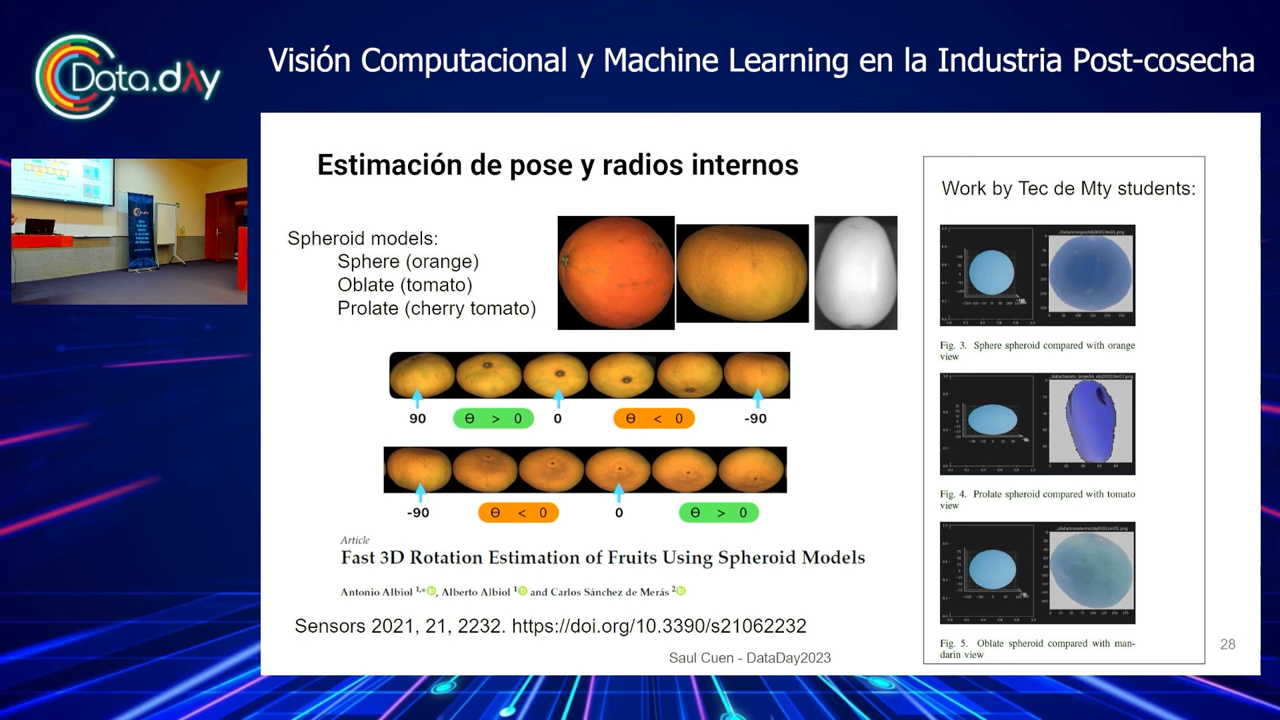 Data.dλy
Visión Computacional y Machine Learning en la Industria Post-cosecha
Estimación de pose y radios internos
Spheroid models:
Sphere (orange)
Oblate (tomato)
Prolate (cherry tomato)
90
Θ > 0
0
Θ < 0
-90
-90
Θ < 0
0
Θ > 0
Article
Fast 3D Rotation Estimation of Fruits Using Spheroid Models
Antonio Albiol 1,*, Alberto Albiol 1 and Carlos Sánchez de Merás 2
Sensors 2021, 21, 2232. https://doi.org/10.3390/s21062232
Saul Cuen - DataDay2023
Work by Tec de Mty students:
Fig. 3. Sphere spheroid compared with orange
view
Fig. 4. Prolate spheroid compared with tomato
view
Fig. 5. Oblate spheroid compared with man-
darin view
28